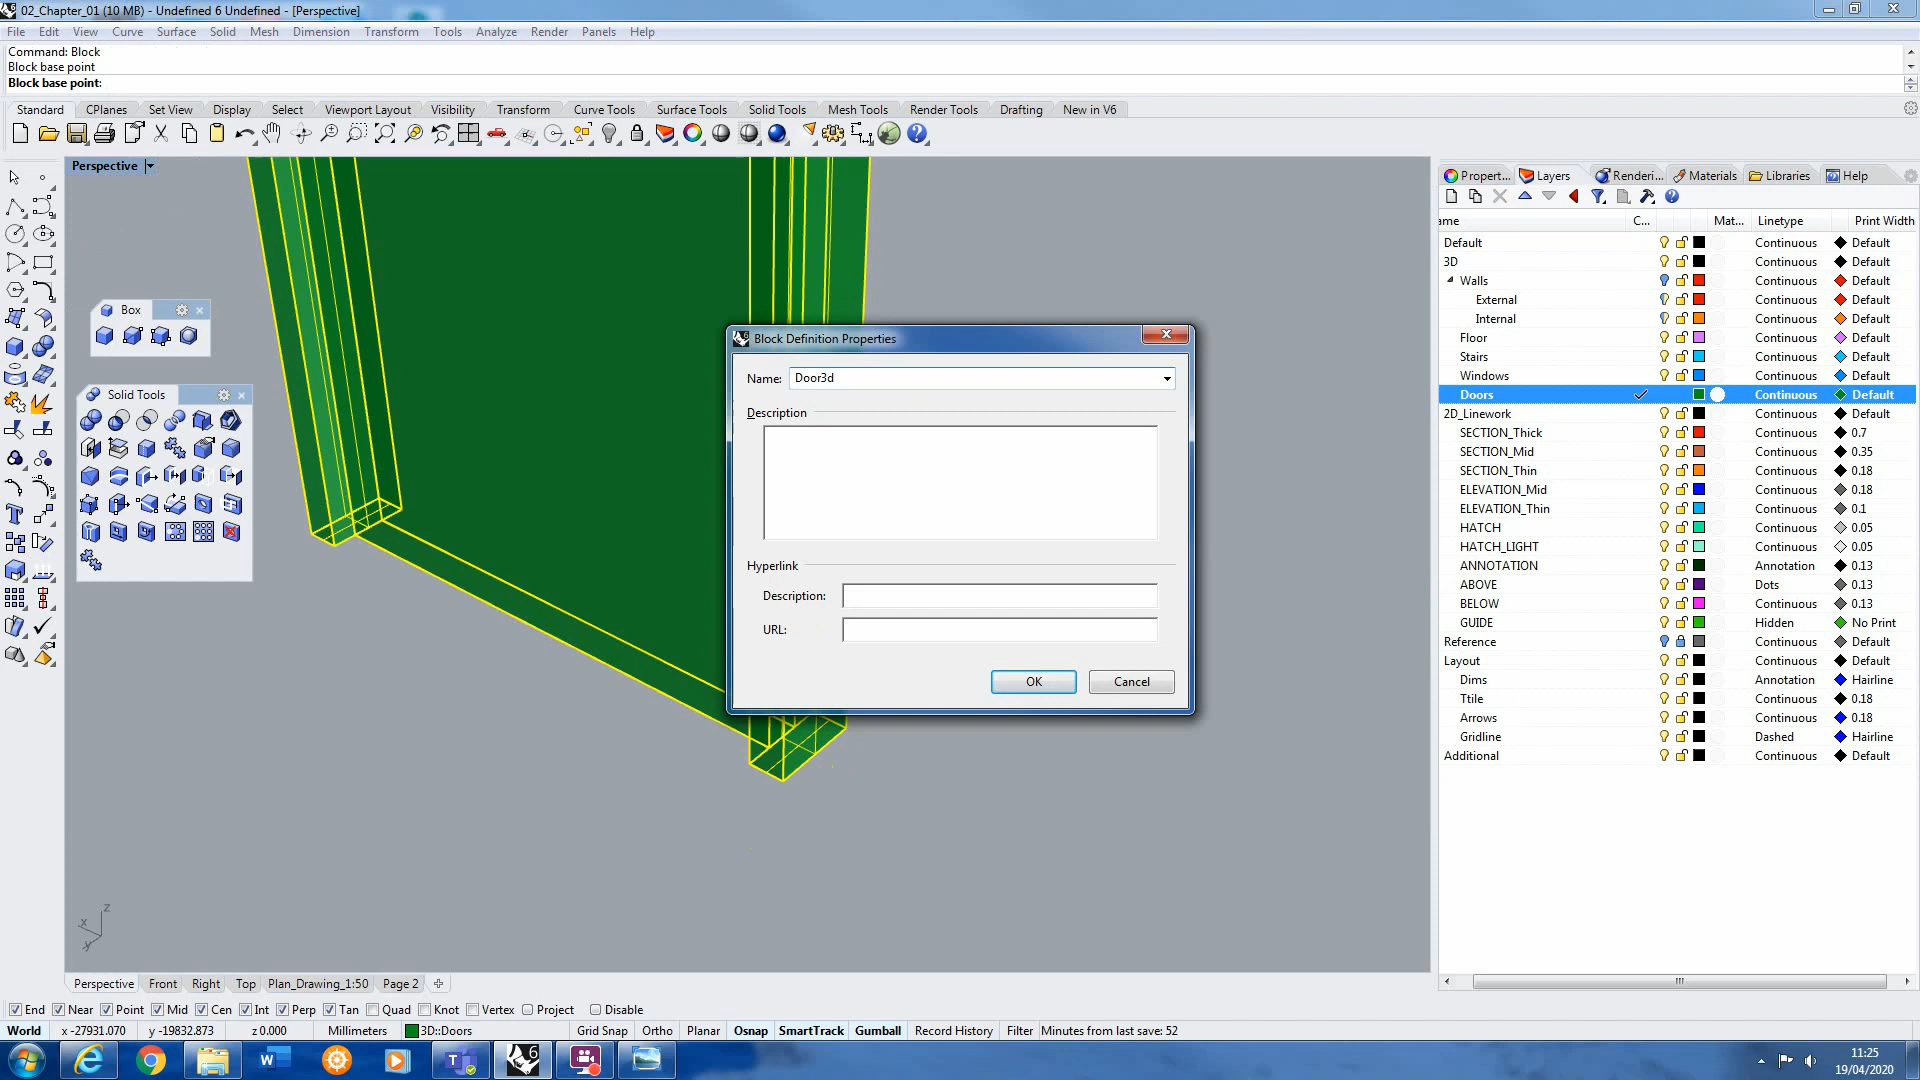 02_Chapter_01 (10 MB) - Undefined 6 Undefined - [Perspective]
File Edit View Curve Surface Solid Mesh Dimension Transform Tools Analyze Render Panels Help
Command: Block
Block base point
Block base point:
Standard CPlanes Set View Display Select Viewport Layout Visibility Transform Curve Tools Surface Tools Solid Tools Mesh Tools Render Tools Drafting New in V6
Perspective
Propert... Layers Renderi... Materials Libraries Help
ame C... Mat... Linetype Print Width
Default Continuous Default
3D Continuous Default
Walls Continuous Default
External Continuous Default
Internal Continuous Default
Floor Continuous Default
Stairs Continuous Default
Windows Continuous Default
Doors Continuous Default
2D_Linework Continuous Default
SECTION_Thick Continuous 0.7
SECTION_Mid Continuous 0.35
SECTION_Thin Continuous 0.18
ELEVATION_Mid Continuous 0.18
ELEVATION_Thin Continuous 0.1
HATCH Continuous 0.05
HATCH_LIGHT Continuous 0.05
ANNOTATION Annotation 0.13
ABOVE Dots 0.13
BELOW Continuous 0.13
GUIDE Hidden No Print
Reference Continuous Default
Layout Continuous Default
Dims Annotation Hairline
Ttile Continuous 0.18
Arrows Continuous 0.18
Gridline Dashed Hairline
Additional Continuous Default
Box
Solid Tools
Block Definition Properties
Name: Door3d
Description
Hyperlink
Description:
URL:
OK Cancel
z
x
y
Perspective Front Right Top Plan_Drawing_1:50 Page 2
End Near Point Mid Cen Int Perp Tan Quad Knot Vertex Project Disable
World x -27931.070 y -19832.873 z 0.000 Millimeters 3D::Doors Grid Snap Ortho Planar Osnap SmartTrack Gumball Record History Filter Minutes from last save: 52
11:25
19/04/2020